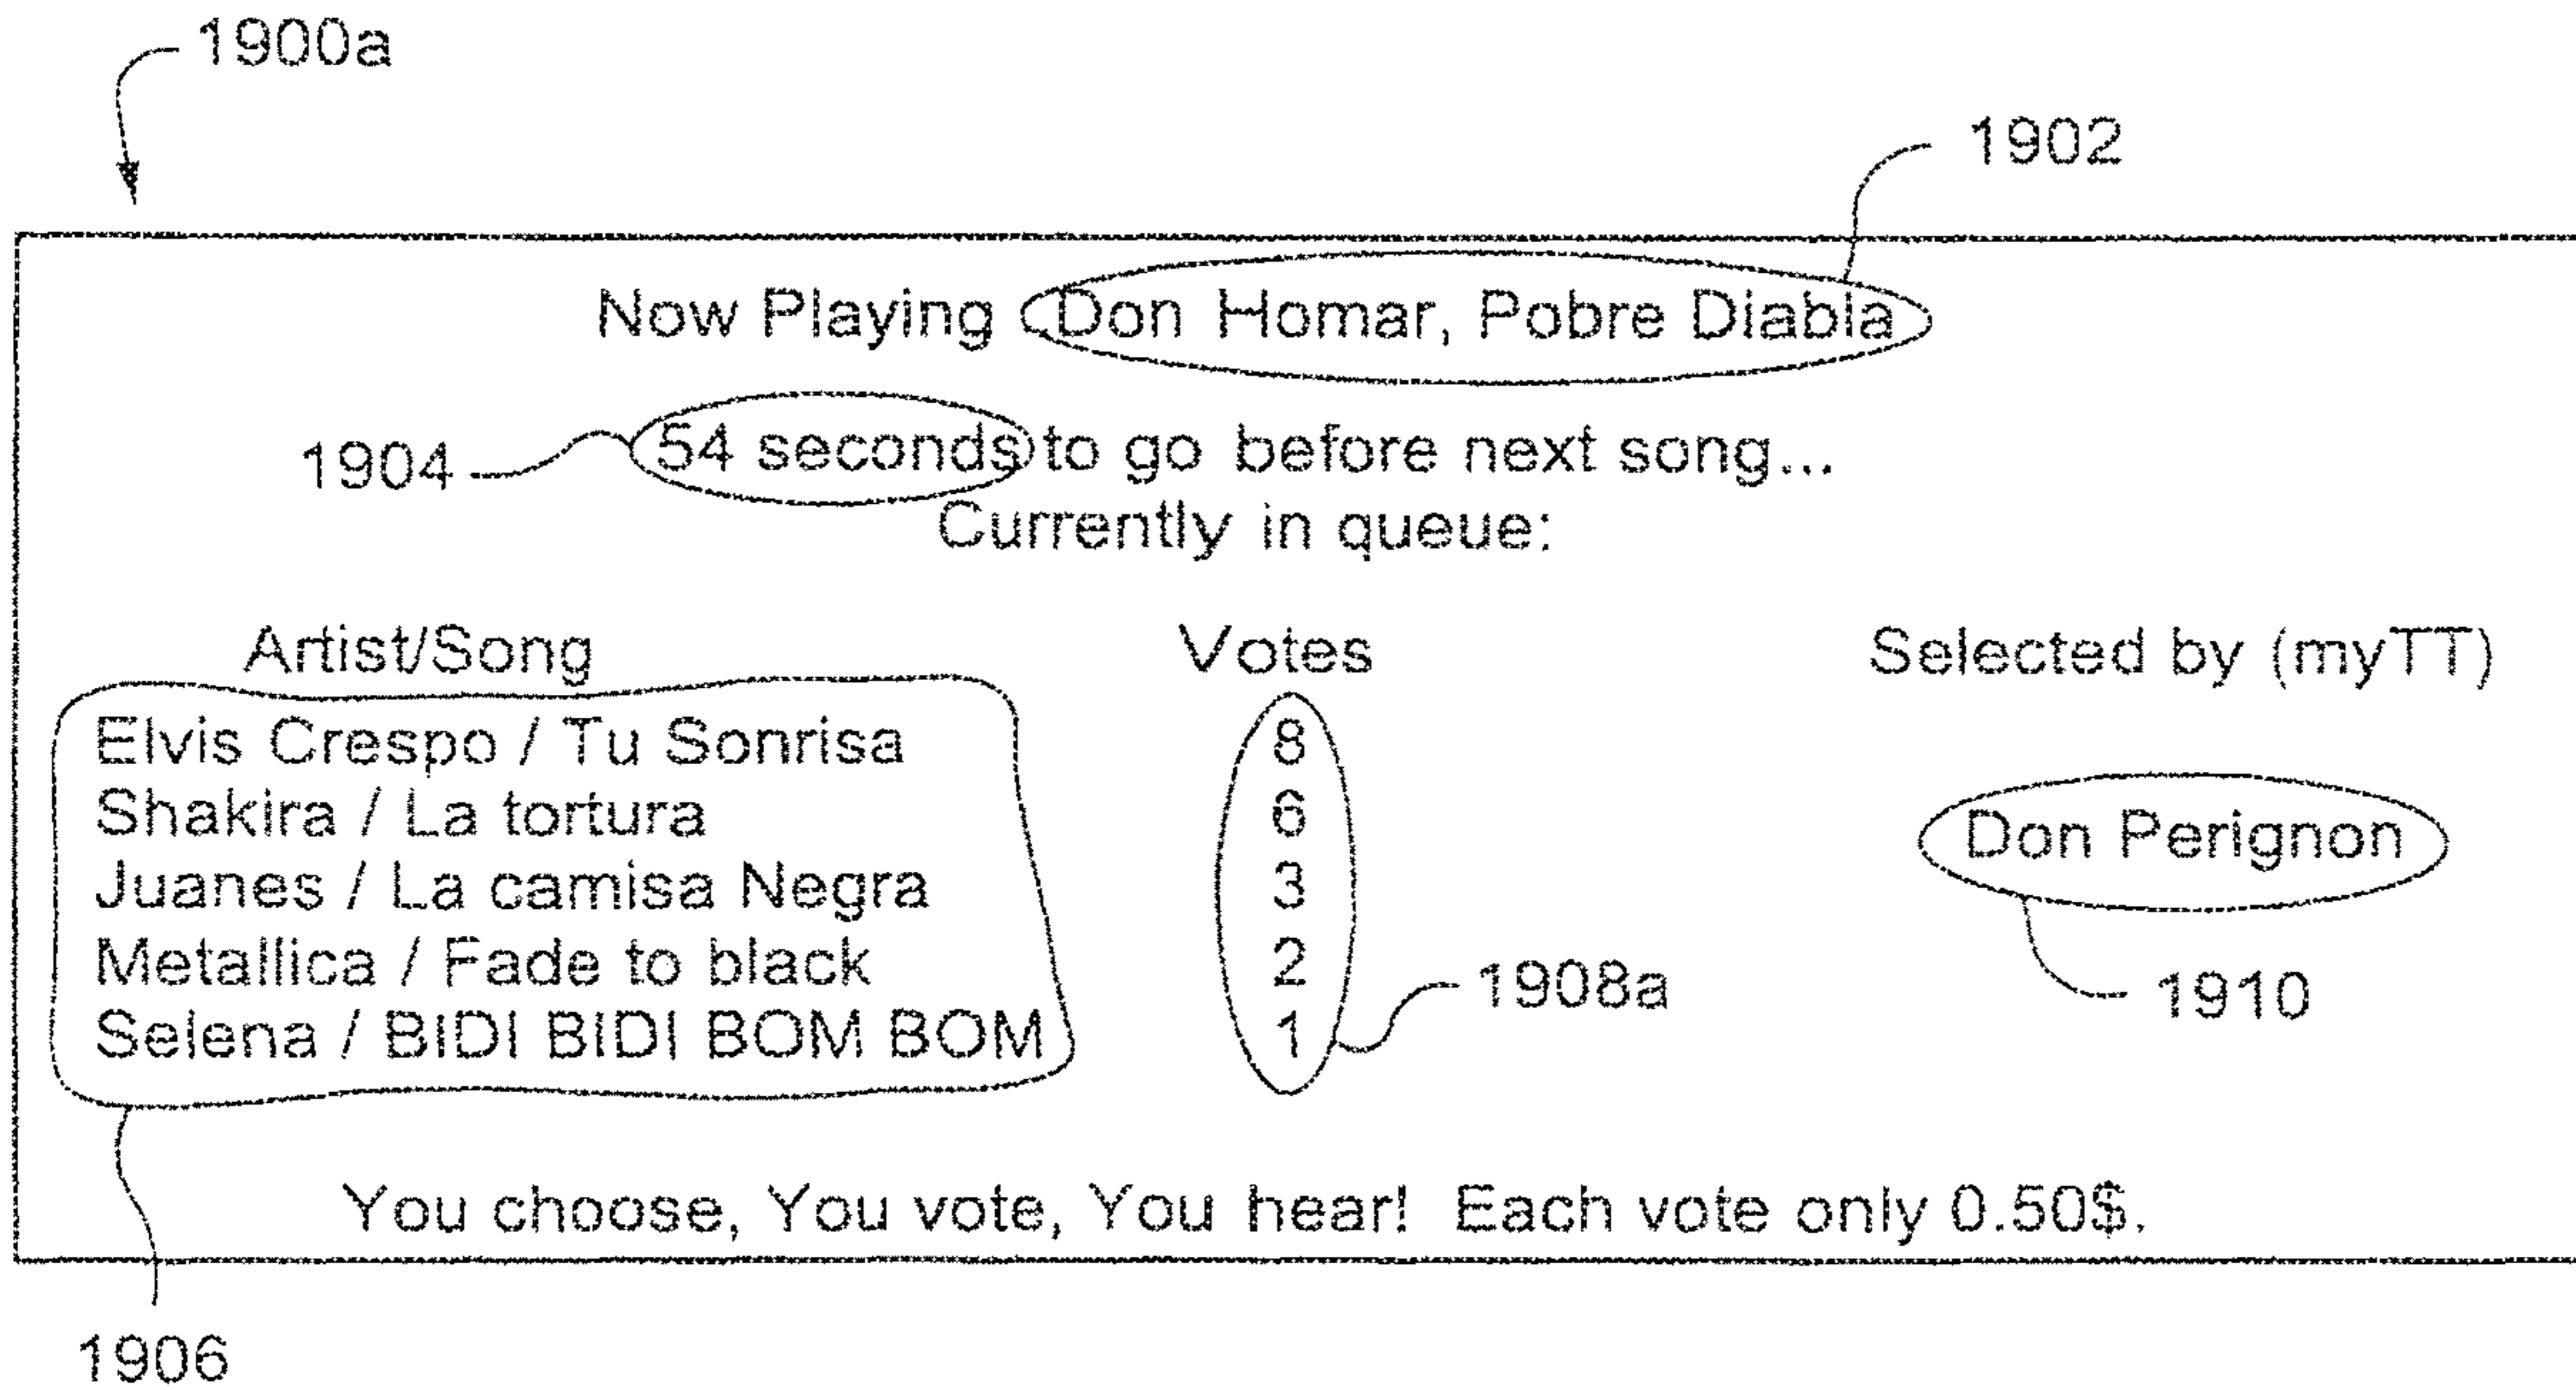 1900a
1902
Now Playing Don Homar, Pobre Diabla
1904 54 seconds to go before next song...
Currently in queue:
Artist/Song Votes Selected by (myTT)
Elvis Crespo / Tu Sonrisa 8
Shakira / La tortura 6 Don Perignon
Juanes / La camisa Negra 3
Metallica / Fade to black 2
1908a 1910
Selena / BIDI BIDI BOM BOM 1
You choose, You vote, You hear! Each vote only 0.50$.
1906